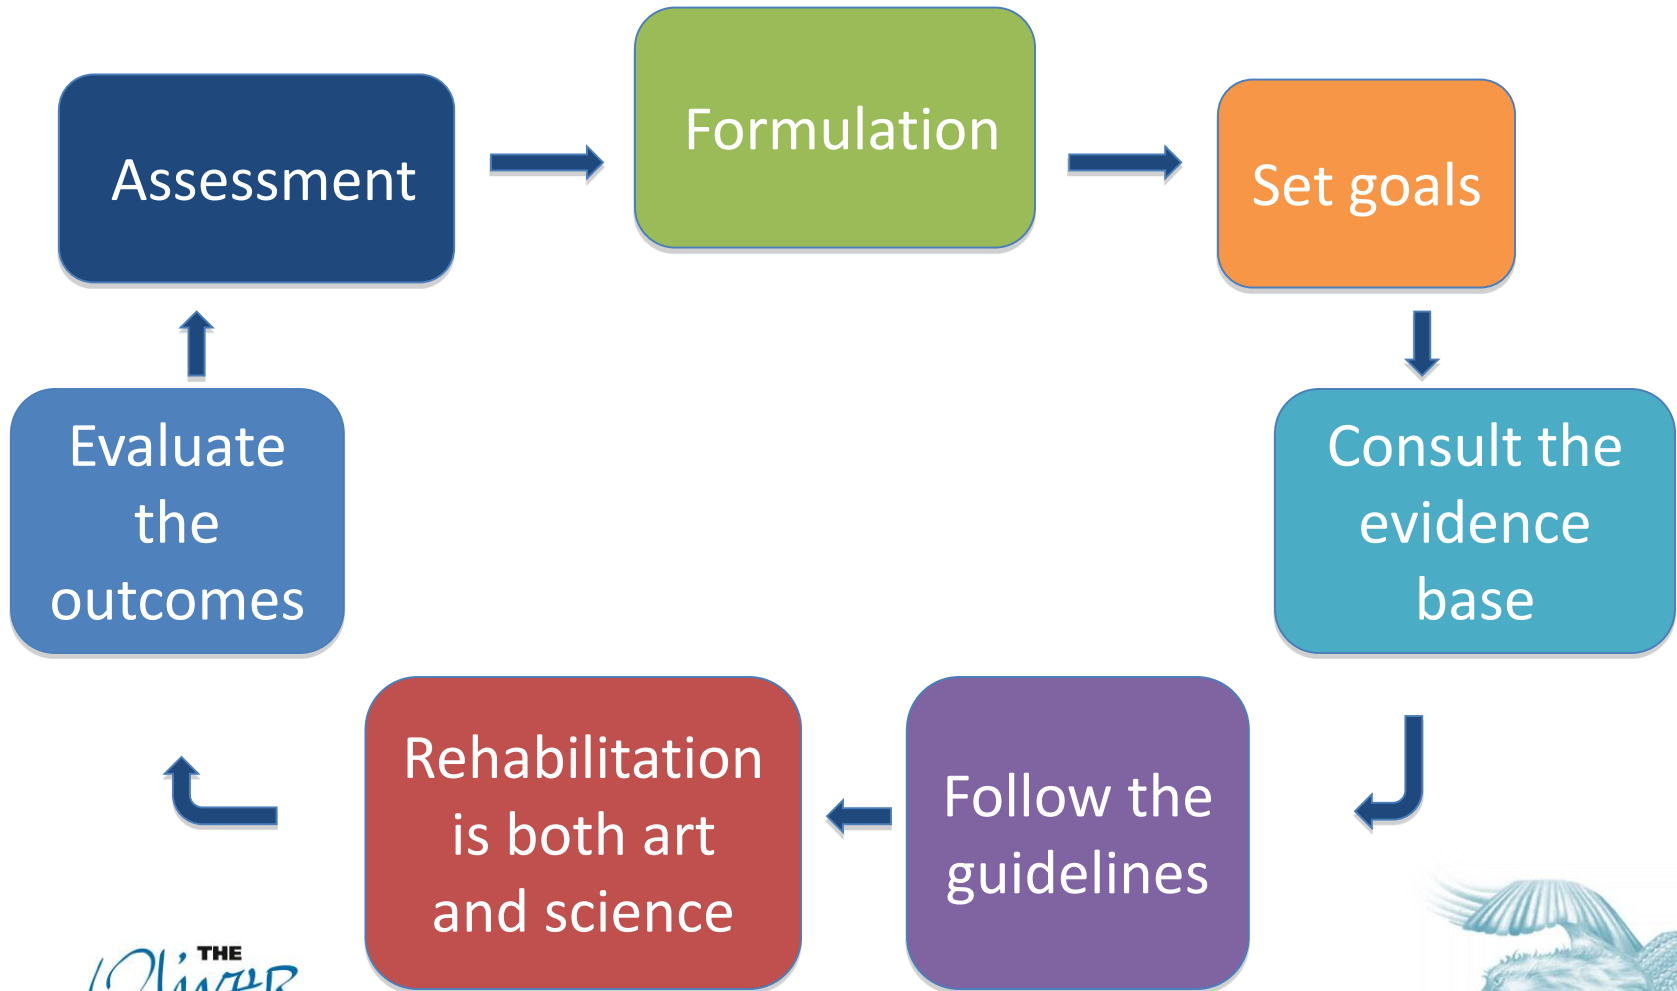 Assessment
Formulation
Set goals
Consult the
evidence
base
Follow the
guidelines
Rehabilitation
is both art
and science
Evaluate
the
outcomes
THE